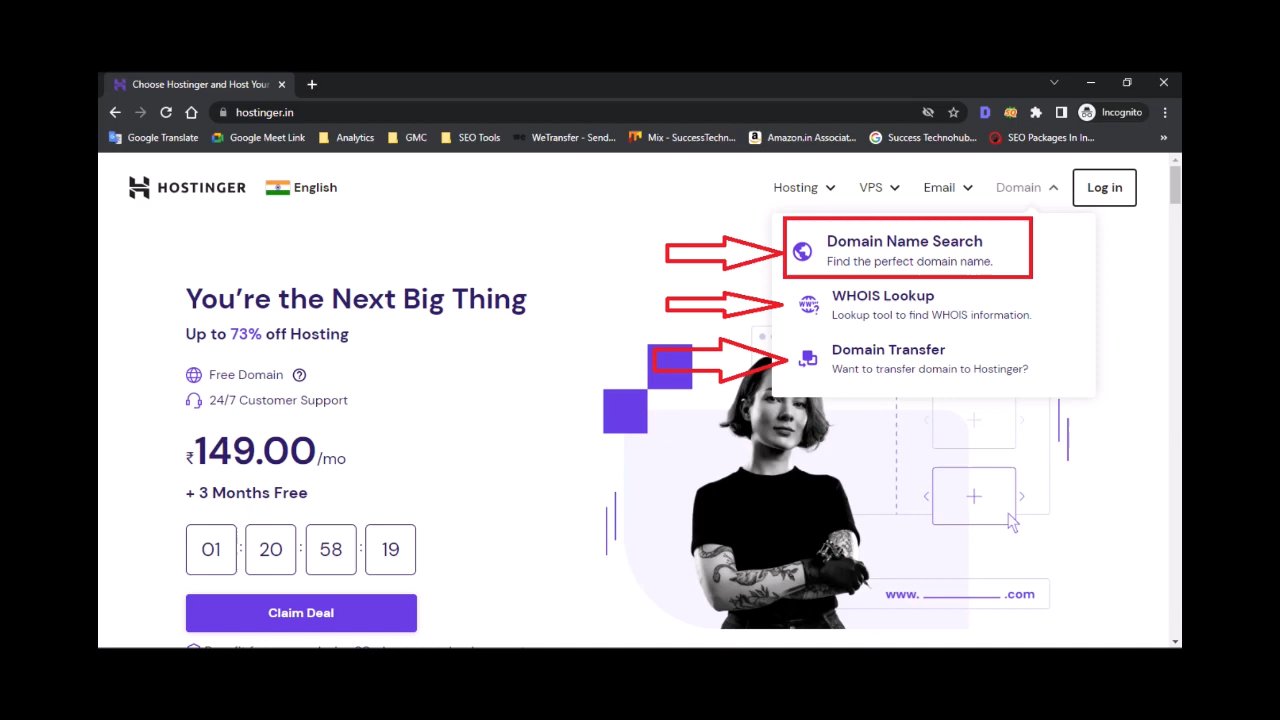 Choose Hostinger and Host Your
hostinger.in
Incognito
Google Translate
Google Meet Link
Analytics
GMC
SEO Tools
WeTransfer - Send...
Mix - SuccessTechn...
Amazon.in Associat...
Success Technohub...
SEO Packages In In...
HOSTINGER
English
Hosting
VPS
Email
Domain
Log in
Domain Name Search
Find the perfect domain name.
WHOIS Lookup
Lookup tool to find WHOIS information.
Domain Transfer
Want to transfer domain to Hostinger?
You're the Next Big Thing
Up to 73% off Hosting
Free Domain
24/7 Customer Support
₹149.00/mo
+ 3 Months Free
01 : 20 : 58 : 19
Claim Deal
www. ________ .com